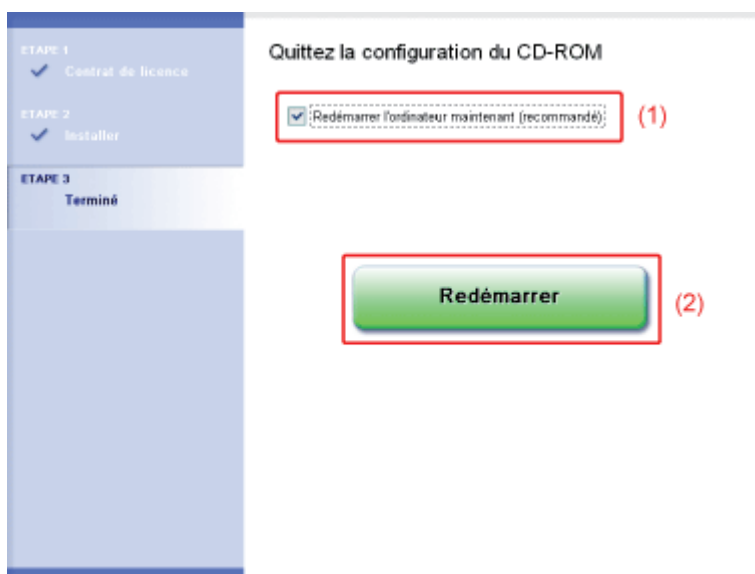 ETAPE 1
Contrat de licence
ETAPE 2
Installer
ETAPE 3
Terminé
Quittez la configuration du CD-ROM
Redémarrer l'ordinateur maintenant (recommandé)
(1)
Redémarrer
(2)